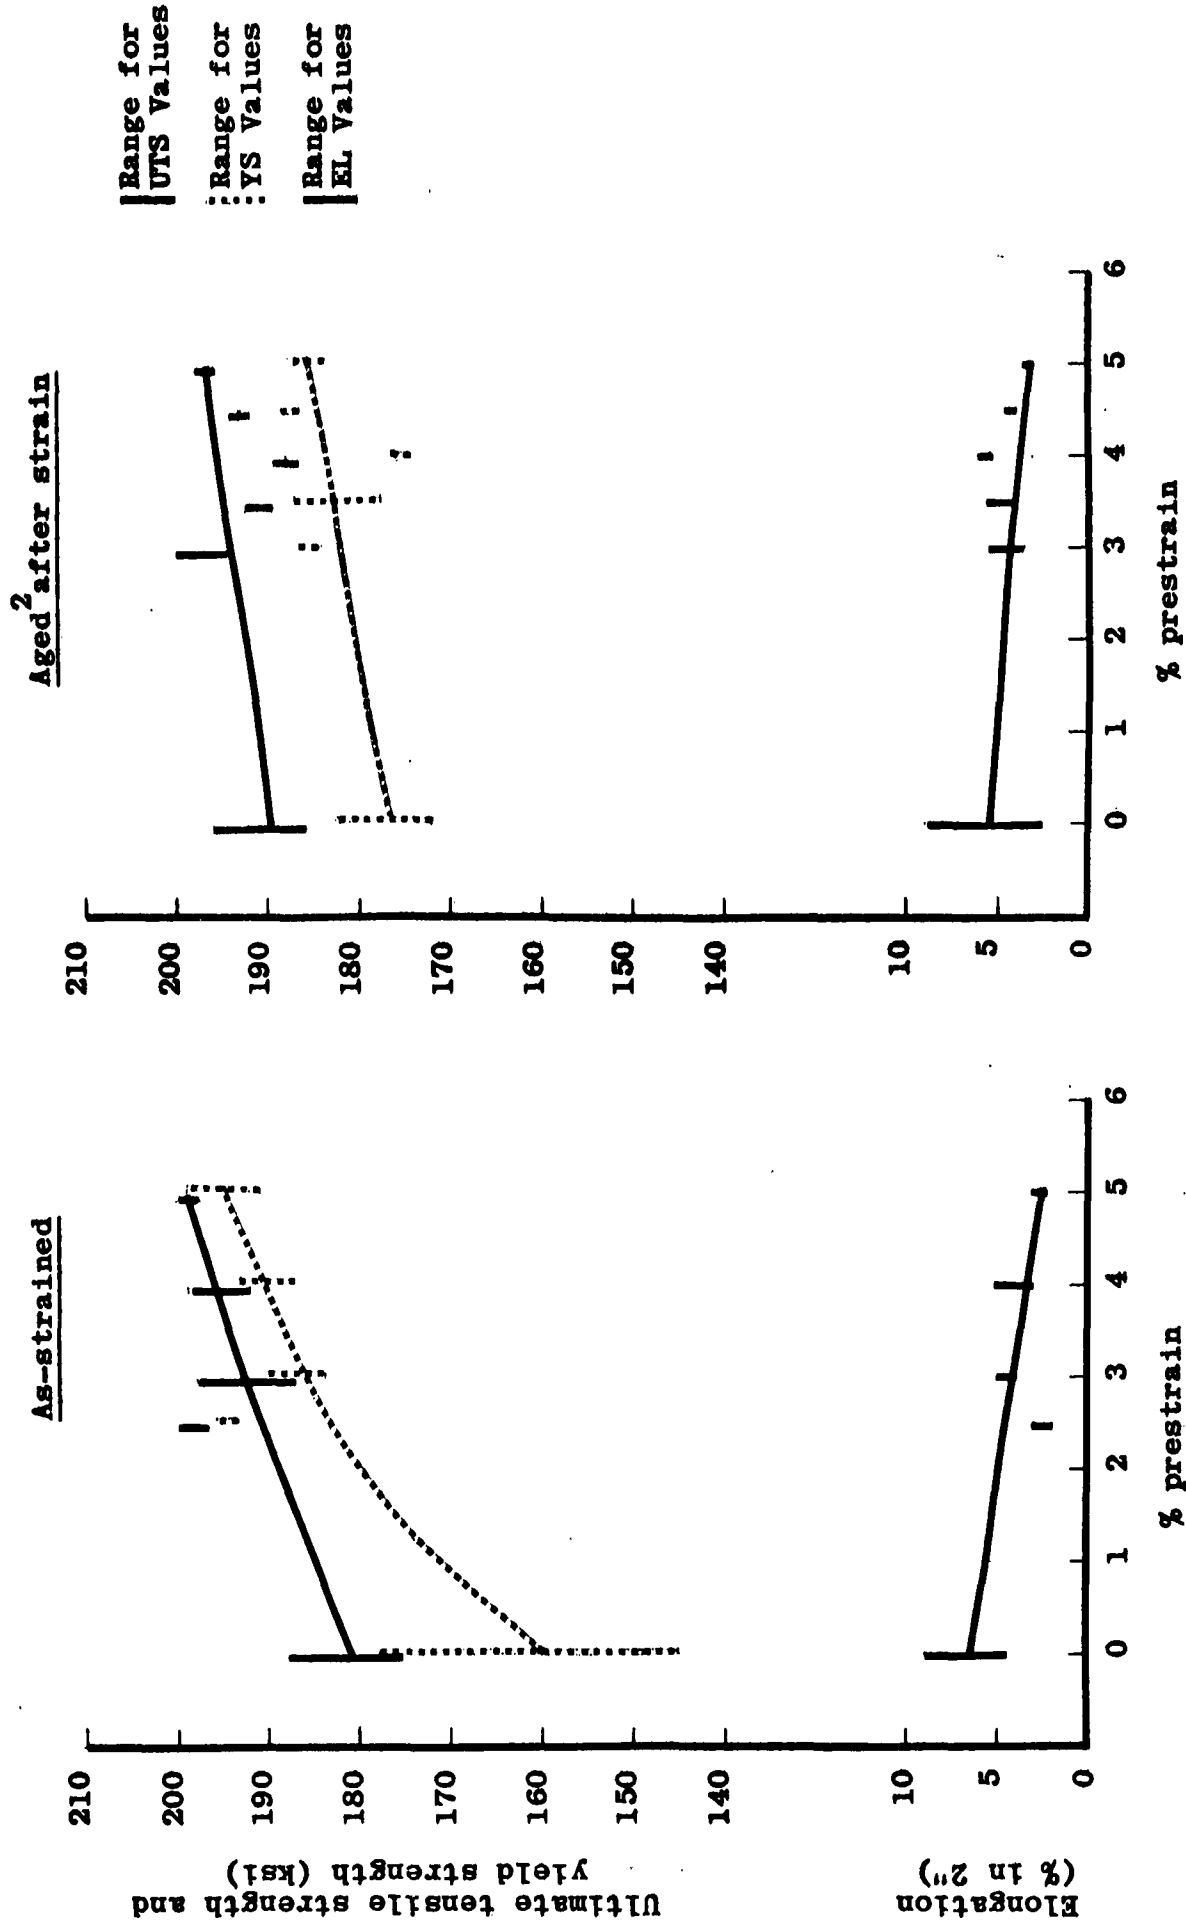 As-strained
Ultimate tensile strength and
yield strength (ksi)
210
200
190
180
170
160
150
140
Elongation
(% in 2")
10
5
0
0
1
2
3
4
5
6
% prestrain
Aged2 after strain
210
200
190
180
170
160
150
140
10
5
0
0
1
2
3
4
5
6
% prestrain
Range for
UTS Values
Range for
YS Values
Range for
EL Values